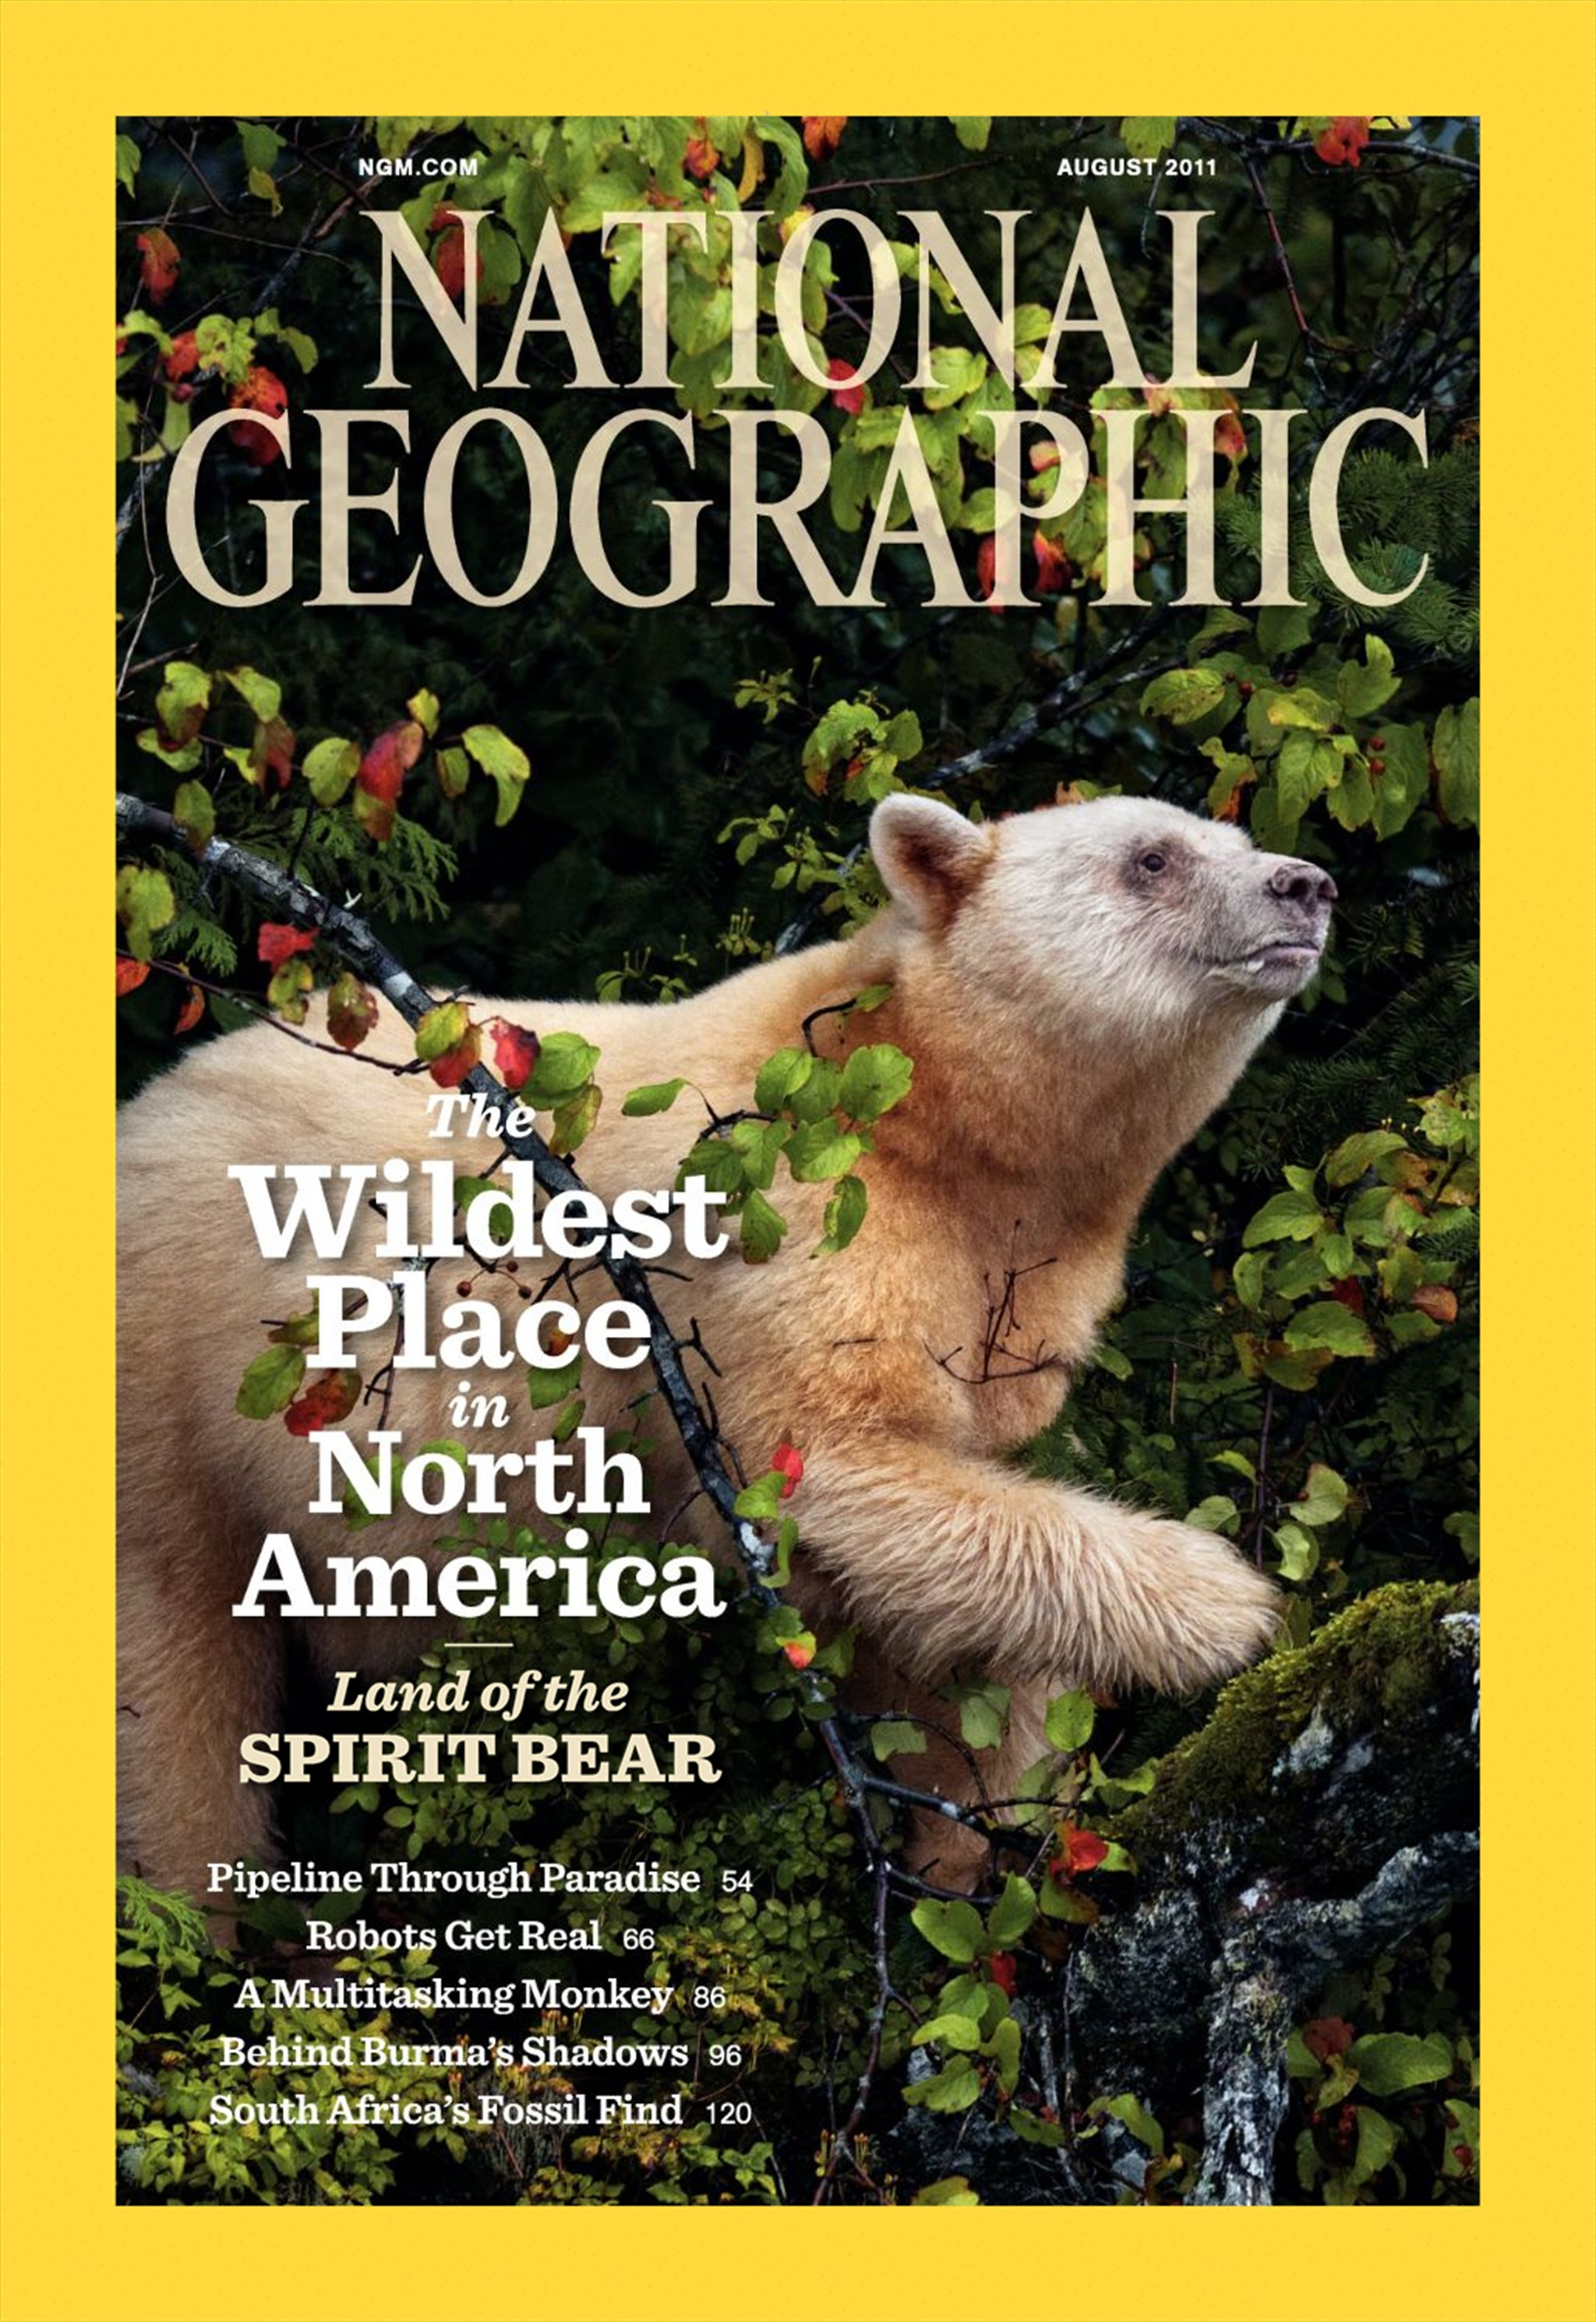 NGM.COM AUGUST 2011
NATIONAL
GEOGRAPHIC
The
Wildest
Place
in
North
America
Land of the
SPIRIT BEAR
Pipeline Through Paradise 54
Robots Get Real 66
A Multitasking Monkey 86
Behind Burma's Shadows 96
South Africa's Fossil Find 120